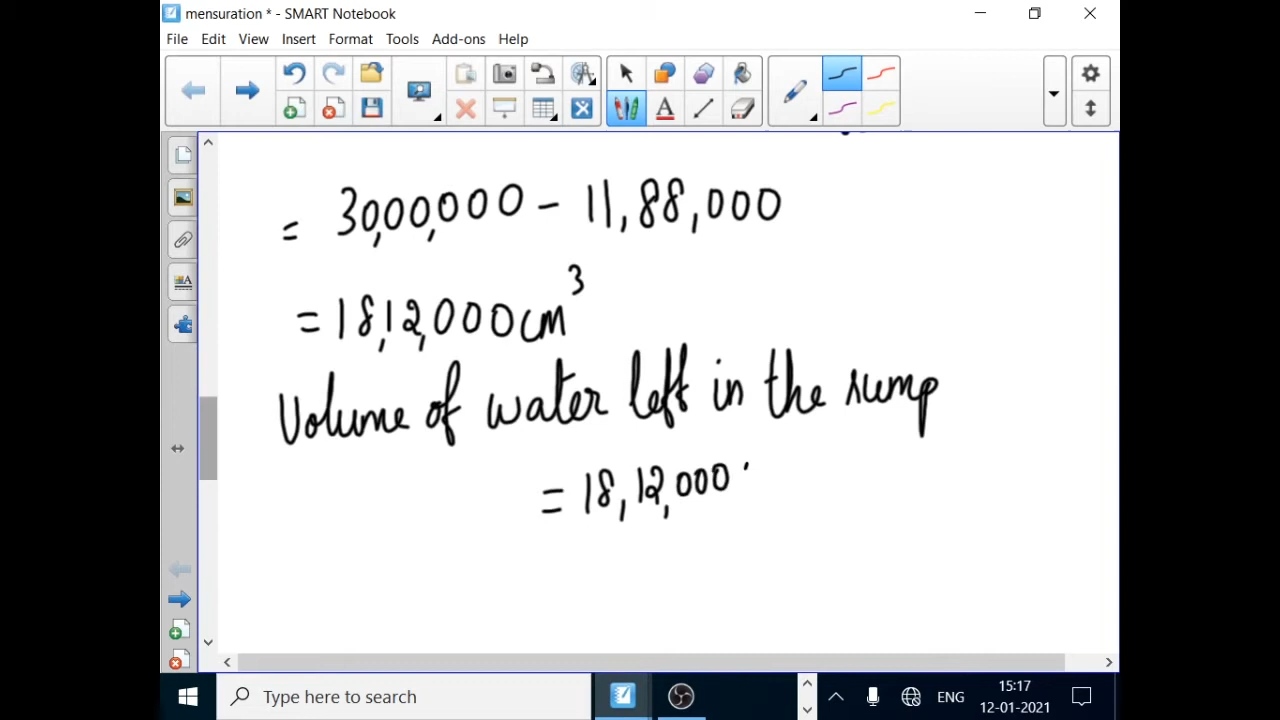 mensuration * - SMART Notebook
File Edit View Insert Format Tools Add-ons Help
= 30,00,000 - 11,88,000
= 18,12,000 cm³
Volume of water left in the sump
= 18,12,000
Type here to search
ENG
15:17
12-01-2021